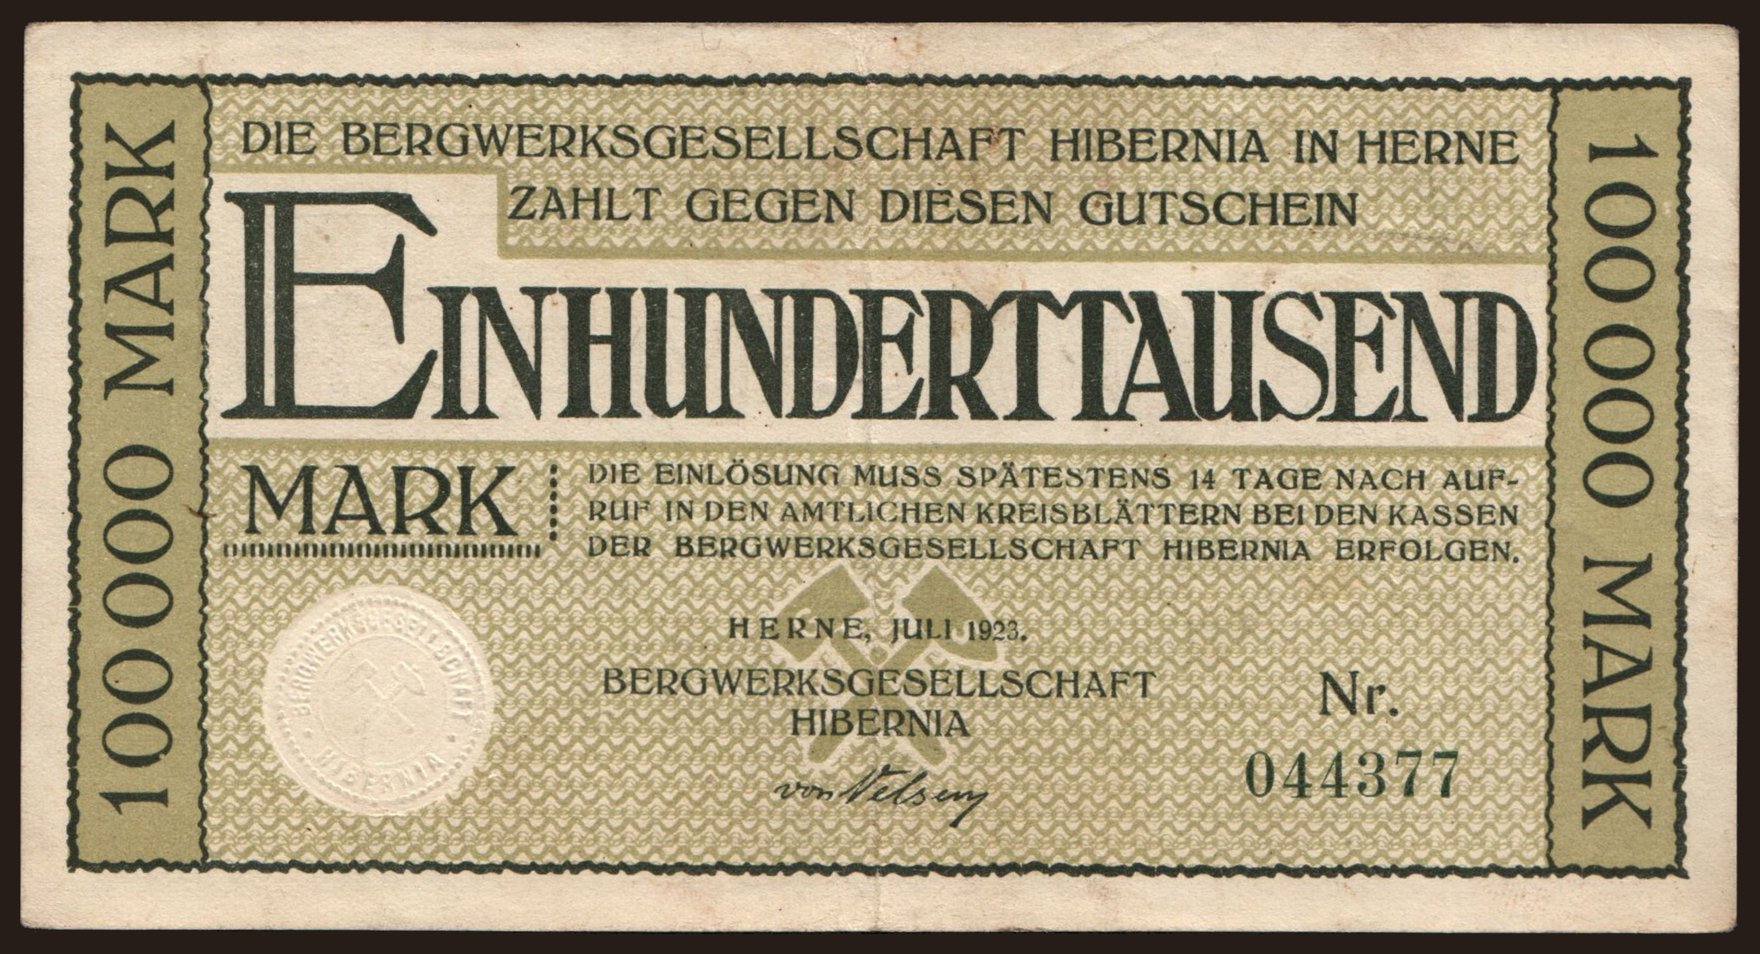 100000 MARK
DIE BERGWERKSGESELLSCHAFT HIBERNIA IN HERNE
ZAHLT GEGEN DIESEN GUTSCHEIN
EINHUNDERTTAUSEND
MARK
DIE EINLÖSUNG MUSS SPÄTESTENS 14 TAGE NACH AUF-
RUF IN DEN AMTLICHEN KREISBLÄTTERN BEI DEN KASSEN
DER BERGWERKSGESELLSCHAFT HIBERNIA ERFOLGEN.
HERNE, JULI 1923.
BERGWERKSGESELLSCHAFT
HIBERNIA
von Velsen
Nr.
044377
BERGWERKSGESELLSCHAFT
HIBERNIA
100000 MARK